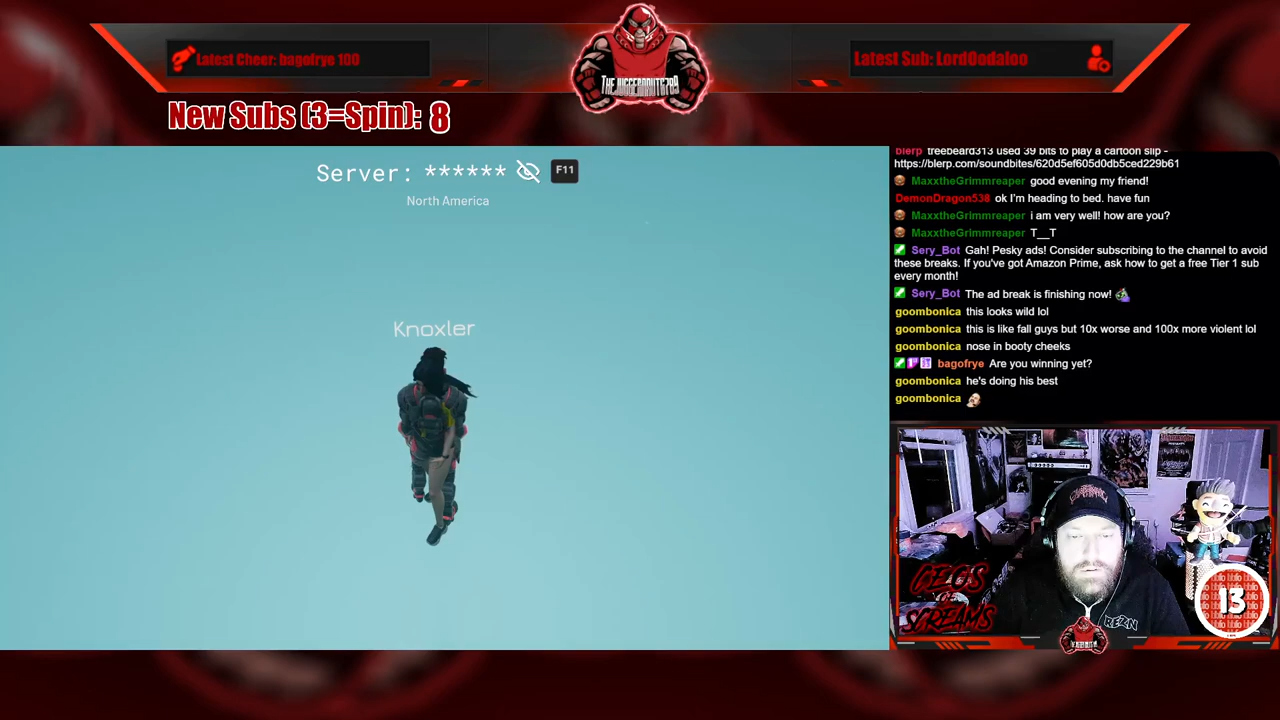 Latest Cheer: bagofrye 100
THEJUGGERNAUT6789
Latest Sub: LordOodaloo
New Subs (3=Spin): 8
Server: ******
F11
North America
Knoxler
blerp treebeard313 used 39 bits to play a cartoon slip -
https://blerp.com/soundbites/620d5ef605d0db5ced229b61
MaxxtheGrimmreaper good evening my friend!
DemonDragon538 ok I'm heading to bed. have fun
MaxxtheGrimmreaper i am very well! how are you?
MaxxtheGrimmreaper T__T
Sery_Bot Gah! Pesky ads! Consider subscribing to the channel to avoid
these breaks. If you've got Amazon Prime, ask how to get a free Tier 1 sub
every month!
Sery_Bot The ad break is finishing now!
goombonica this looks wild lol
goombonica this is like fall guys but 10x worse and 100x more violent lol
goombonica nose in booty cheeks
bagofrye Are you winning yet?
goombonica he's doing his best
goombonica
SCREAMS
REZN
13